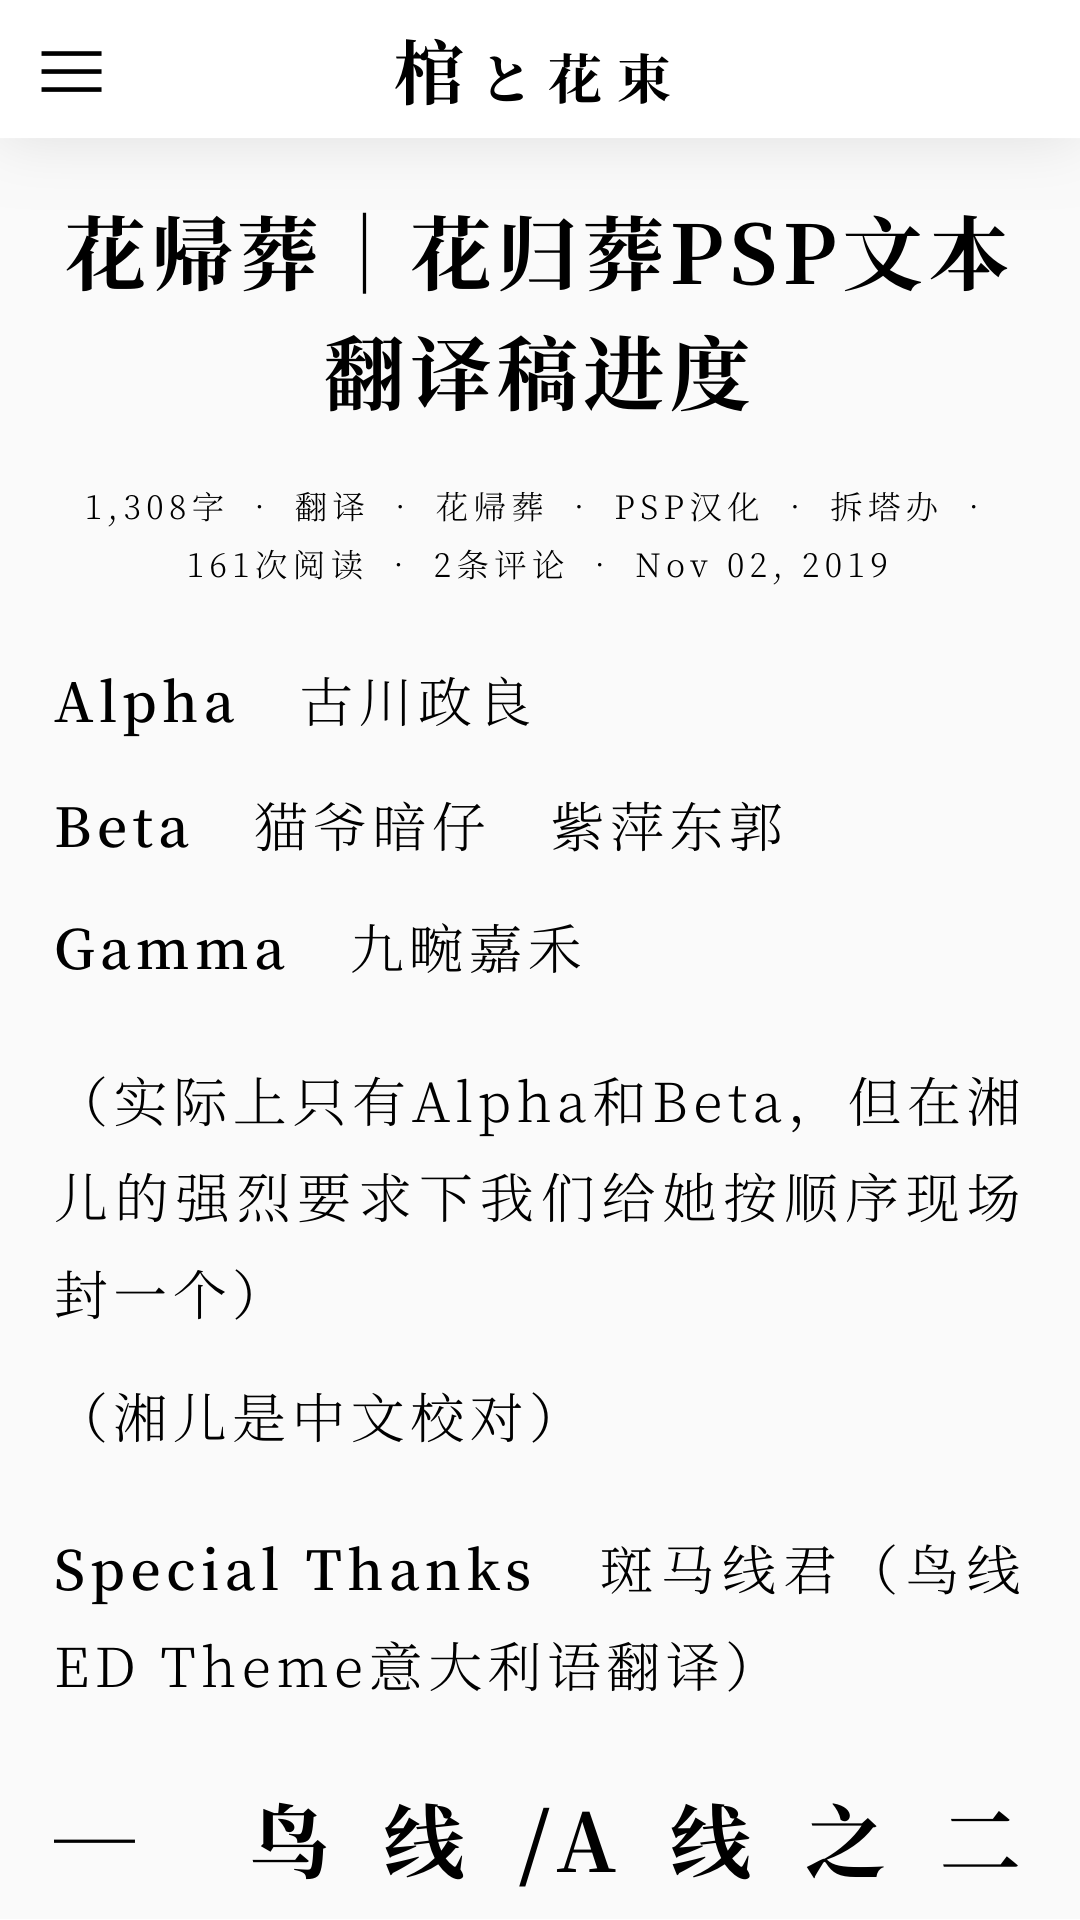 棺と花束
花帰葬｜花归葬PSP文本
翻译稿进度
1,308字 · 翻译 · 花帰葬 · PSP汉化 · 拆塔办 ·
161次阅读 · 2条评论 · Nov 02, 2019
Alpha　古川政良
Beta　猫爷暗仔　紫萍东郭
Gamma　九畹嘉禾
（实际上只有Alpha和Beta，但在湘
儿的强烈要求下我们给她按顺序现场
封一个）
（湘儿是中文校对）
Special Thanks　斑马线君（鸟线
ED Theme意大利语翻译）
— 鸟线/A线之二